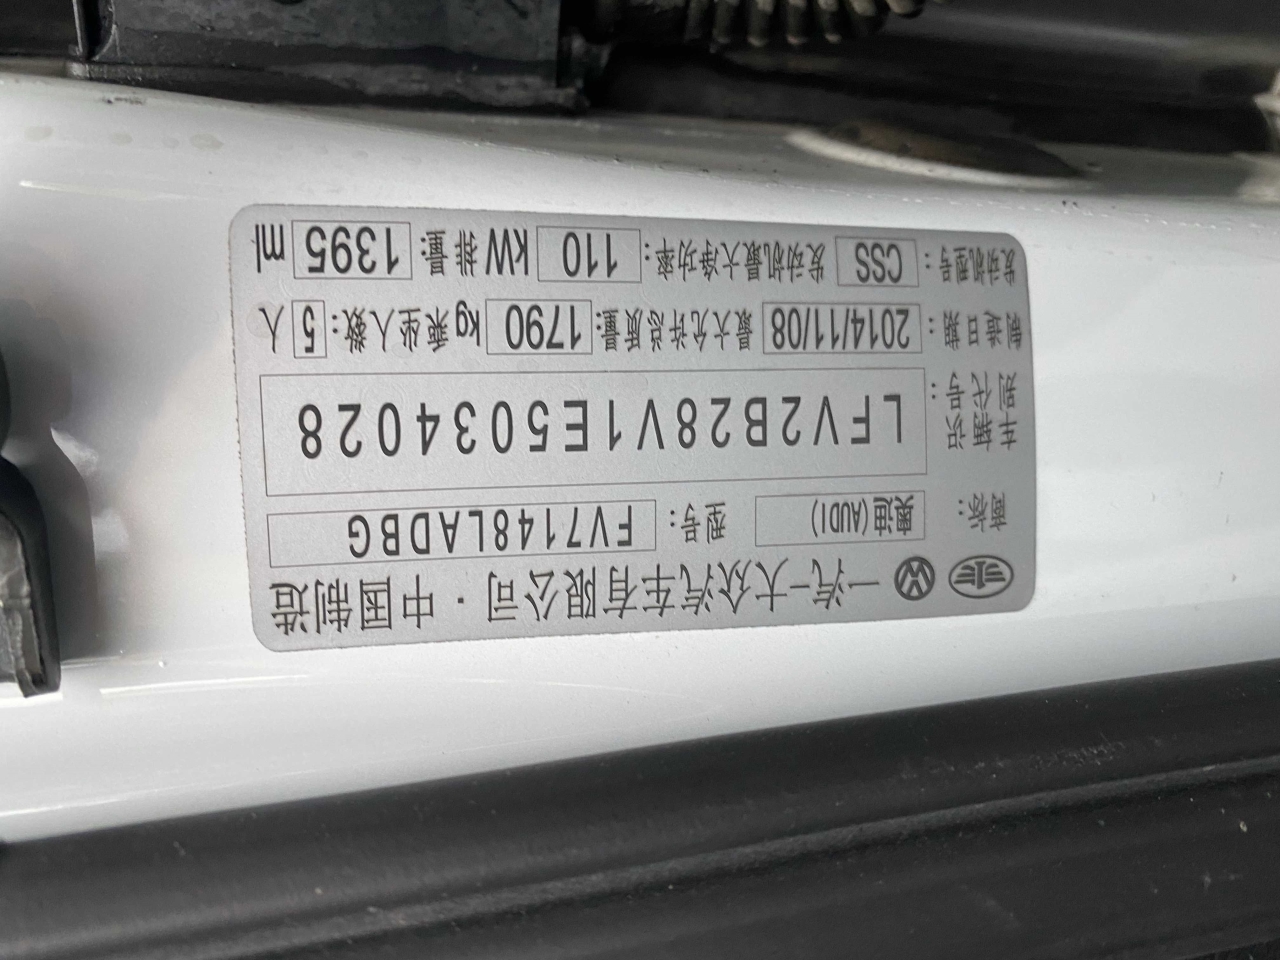 一汽-大众汽车有限公司·中国制造
商标: 奥迪(AUDI) 型号: FV7148LADBG
车辆识别代号: LFV2B28V1E5034028
制造日期: 2014/11/08 最大允许总质量: 1790 kg 乘坐人数: 5 人
发动机型号: CSS 发动机最大净功率: 110 kW 排量: 1395 ml